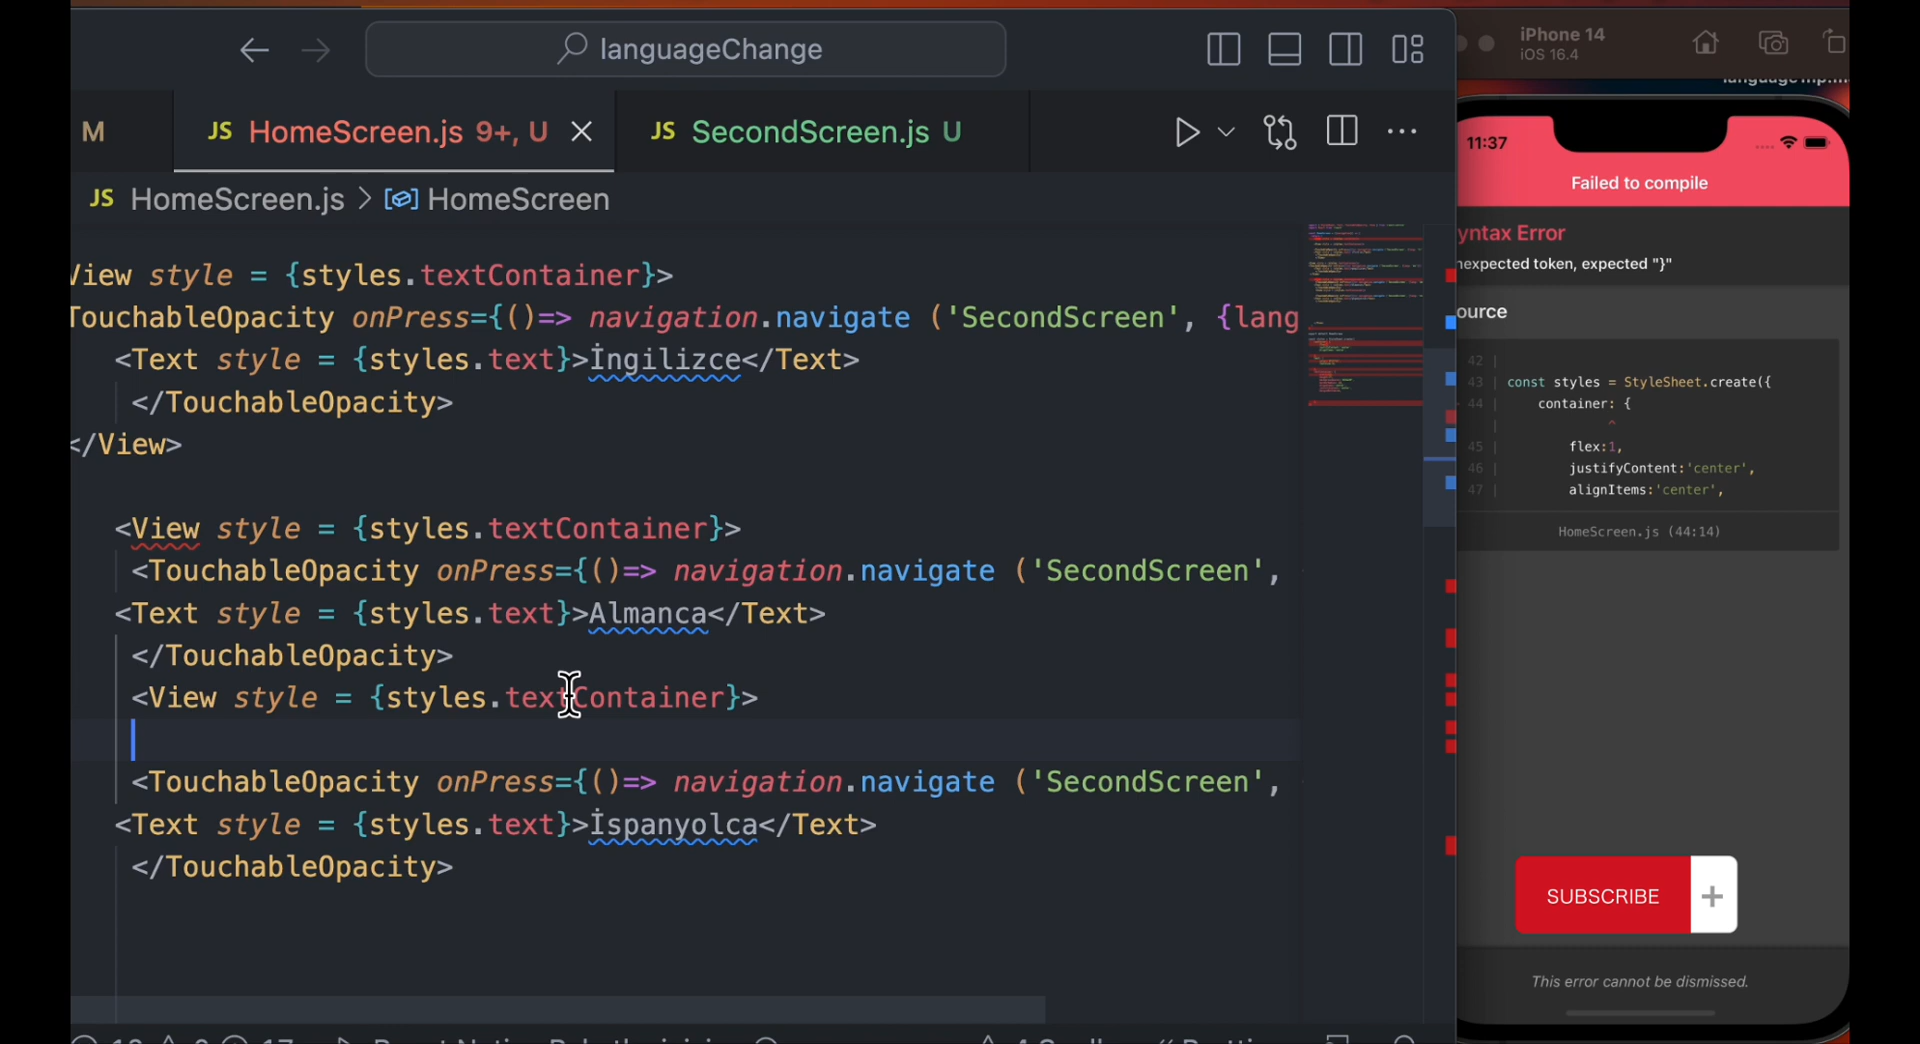 languageChange
M
JS HomeScreen.js 9+, U
JS SecondScreen.js U
JS HomeScreen.js > HomeScreen
View style = {styles.textContainer}>
TouchableOpacity onPress={()=> navigation.navigate ('SecondScreen', {lang
<Text style = {styles.text}>İngilizce</Text>
</TouchableOpacity>
</View>
<View style = {styles.textContainer}>
<TouchableOpacity onPress={()=> navigation.navigate ('SecondScreen',
<Text style = {styles.text}>Almanca</Text>
</TouchableOpacity>
<View style = {styles.textContainer}>
<TouchableOpacity onPress={()=> navigation.navigate ('SecondScreen',
<Text style = {styles.text}>İspanyolca</Text>
</TouchableOpacity>
iPhone 14
iOS 16.4
11:37
Failed to compile
yntax Error
nexpected token, expected "}"
ource
42 |
43 | const styles = StyleSheet.create({
44 | container: {
| ^
45 | flex:1,
46 | justifyContent:'center',
47 | alignItems:'center',
HomeScreen.js (44:14)
SUBSCRIBE +
This error cannot be dismissed.